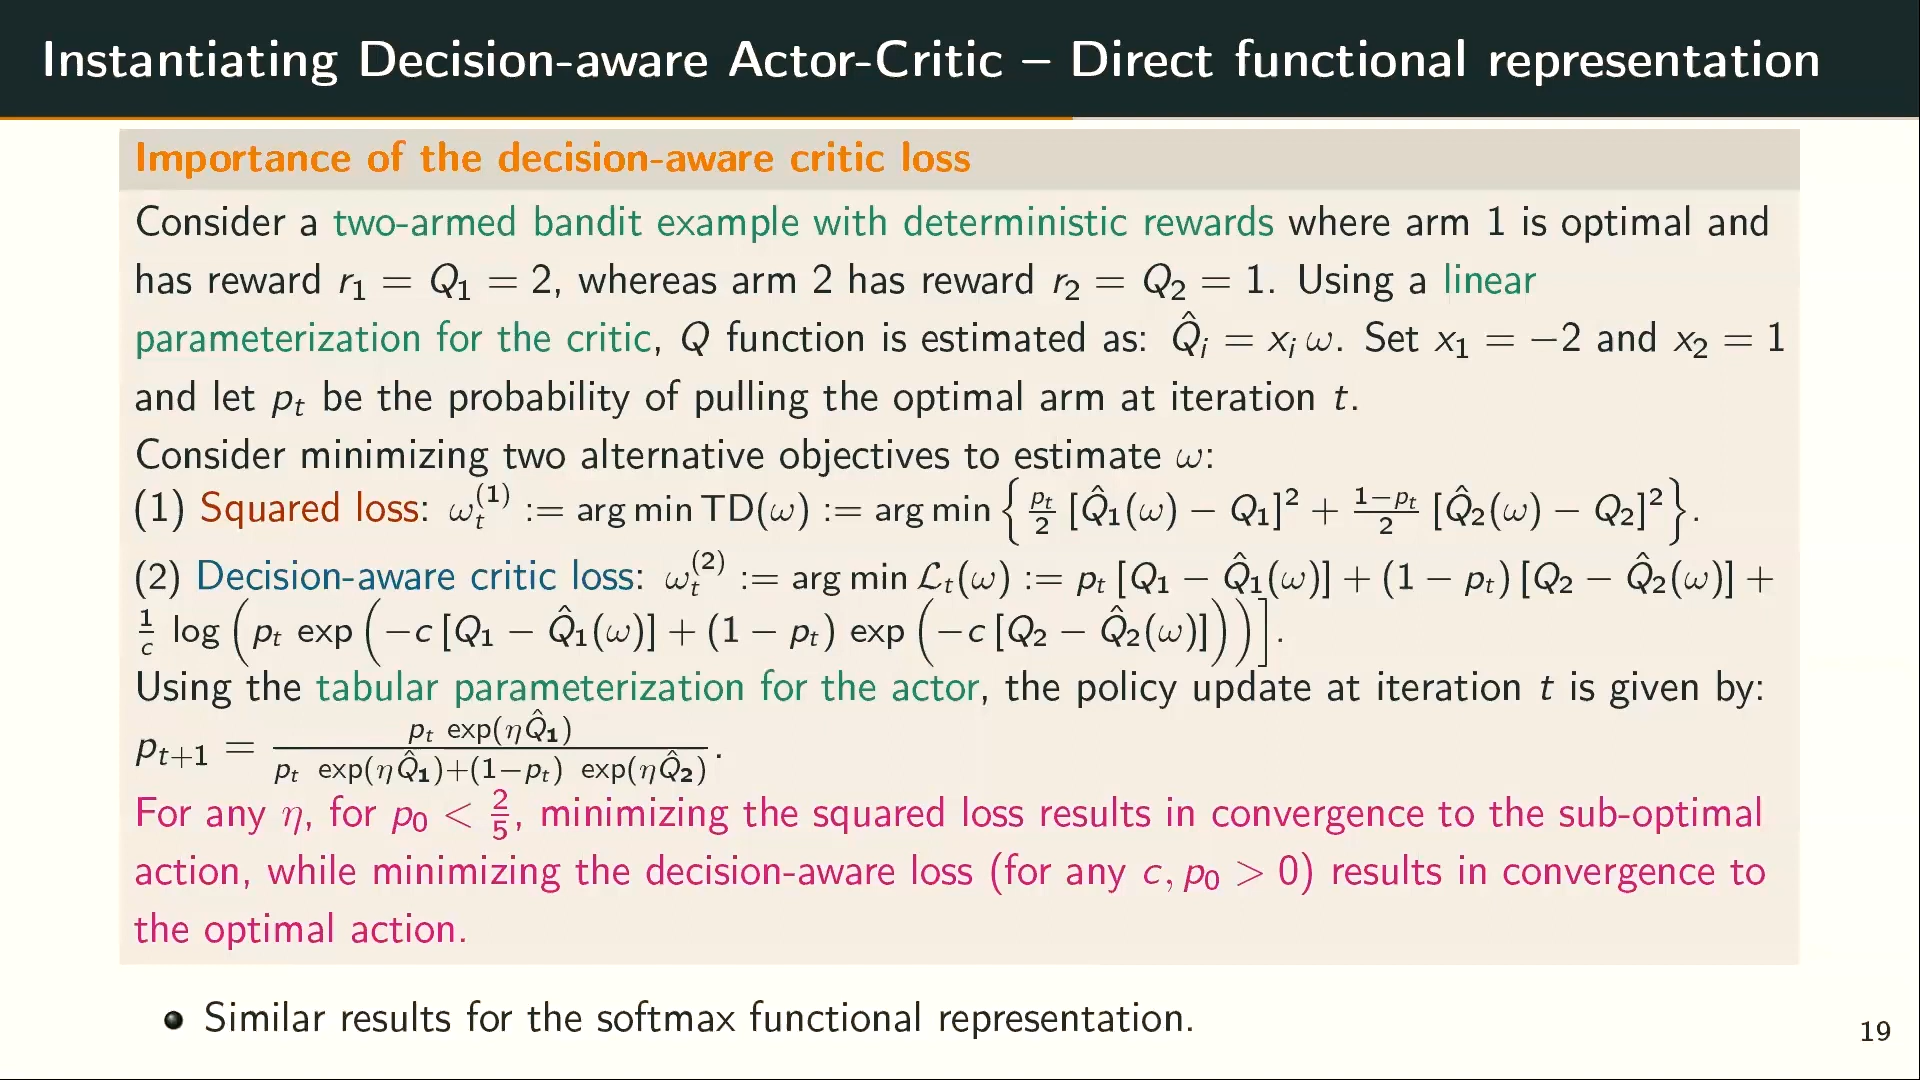 Instantiating Decision-aware Actor-Critic – Direct functional representation
Importance of the decision-aware critic loss
Consider a two-armed bandit example with deterministic rewards where arm 1 is optimal and
has reward r₁ = Q₁ = 2, whereas arm 2 has reward r₂ = Q₂ = 1. Using a linear
parameterization for the critic, Q function is estimated as: Q̂ᵢ = xᵢ ω. Set x₁ = −2 and x₂ = 1
and let pₜ be the probability of pulling the optimal arm at iteration t.
Consider minimizing two alternative objectives to estimate ω:
(1) Squared loss: ωₜ⁽¹⁾ := arg min TD(ω) := arg min { pₜ/2 [Q̂₁(ω) − Q₁]² + 1−pₜ/2 [Q̂₂(ω) − Q₂]² }.
(2) Decision-aware critic loss: ωₜ⁽²⁾ := arg min ℒₜ(ω) := pₜ [Q₁ − Q̂₁(ω)] + (1 − pₜ) [Q₂ − Q̂₂(ω)] +
1/c log ( pₜ exp ( −c [Q₁ − Q̂₁(ω)] + (1 − pₜ) exp ( −c [Q₂ − Q̂₂(ω)] ) ) ].
Using the tabular parameterization for the actor, the policy update at iteration t is given by:
pₜ₊₁ = pₜ exp(ηQ̂₁) / pₜ exp(ηQ̂₁)+(1−pₜ) exp(ηQ̂₂) .
For any η, for p₀ < 2/5, minimizing the squared loss results in convergence to the sub-optimal
action, while minimizing the decision-aware loss (for any c, p₀ > 0) results in convergence to
the optimal action.
● Similar results for the softmax functional representation.
19